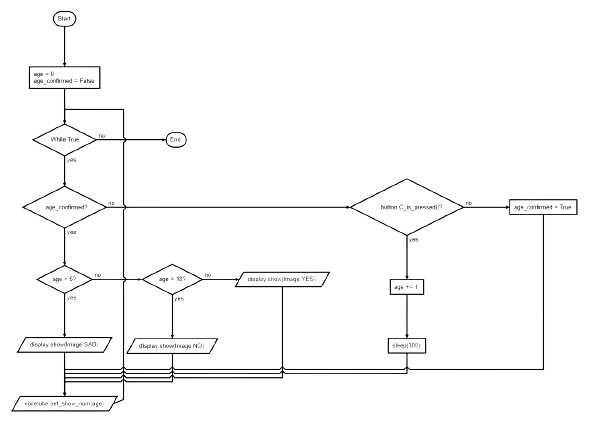 Start
age = 0
age_confirmed = False
While True
no
End
yes
age_confirmed?
no
button C_is_pressed()?
no
age_confirmed = True
yes
yes
age < 5?
no
age < 18?
no
display.show(Image.YES)
age += 1
yes
yes
display.show(Image.SAD)
display.show(Image.NO)
sleep(300)
nixietube.set_show_num(age)